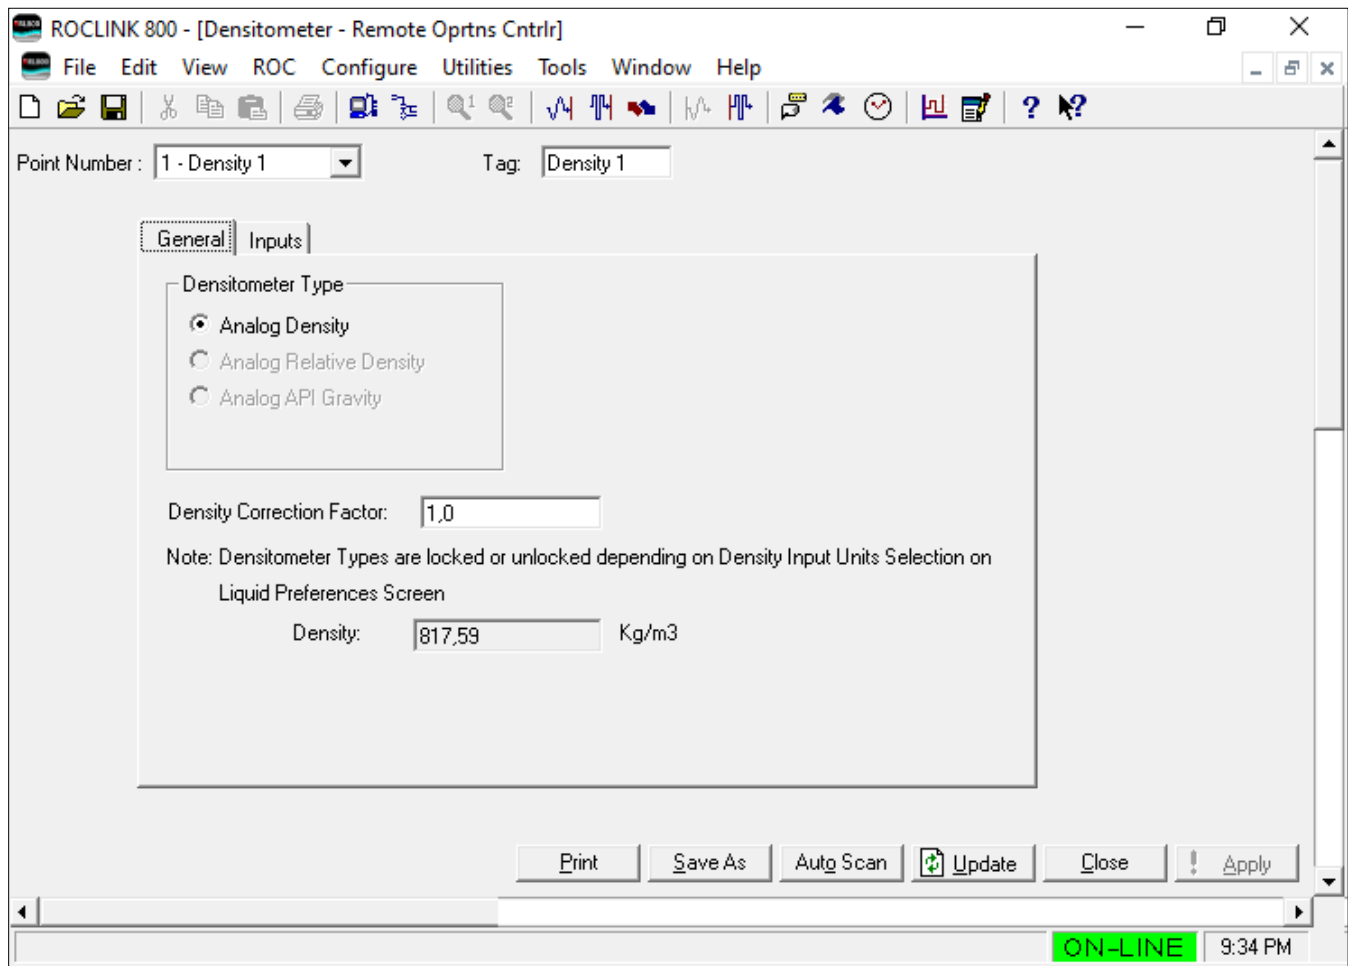 ROCLINK 800 - [Densitometer - Remote Oprtns Cntrlr]
File Edit View ROC Configure Utilities Tools Window Help
Point Number : 1 - Density 1 Tag: Density 1
General Inputs
Densitometer Type
Analog Density
Analog Relative Density
Analog API Gravity
Density Correction Factor: 1,0
Note: Densitometer Types are locked or unlocked depending on Density Input Units Selection on
Liquid Preferences Screen
Density: 817,59 Kg/m3
Print Save As Auto Scan Update Close ! Apply
ON-LINE 9:34 PM